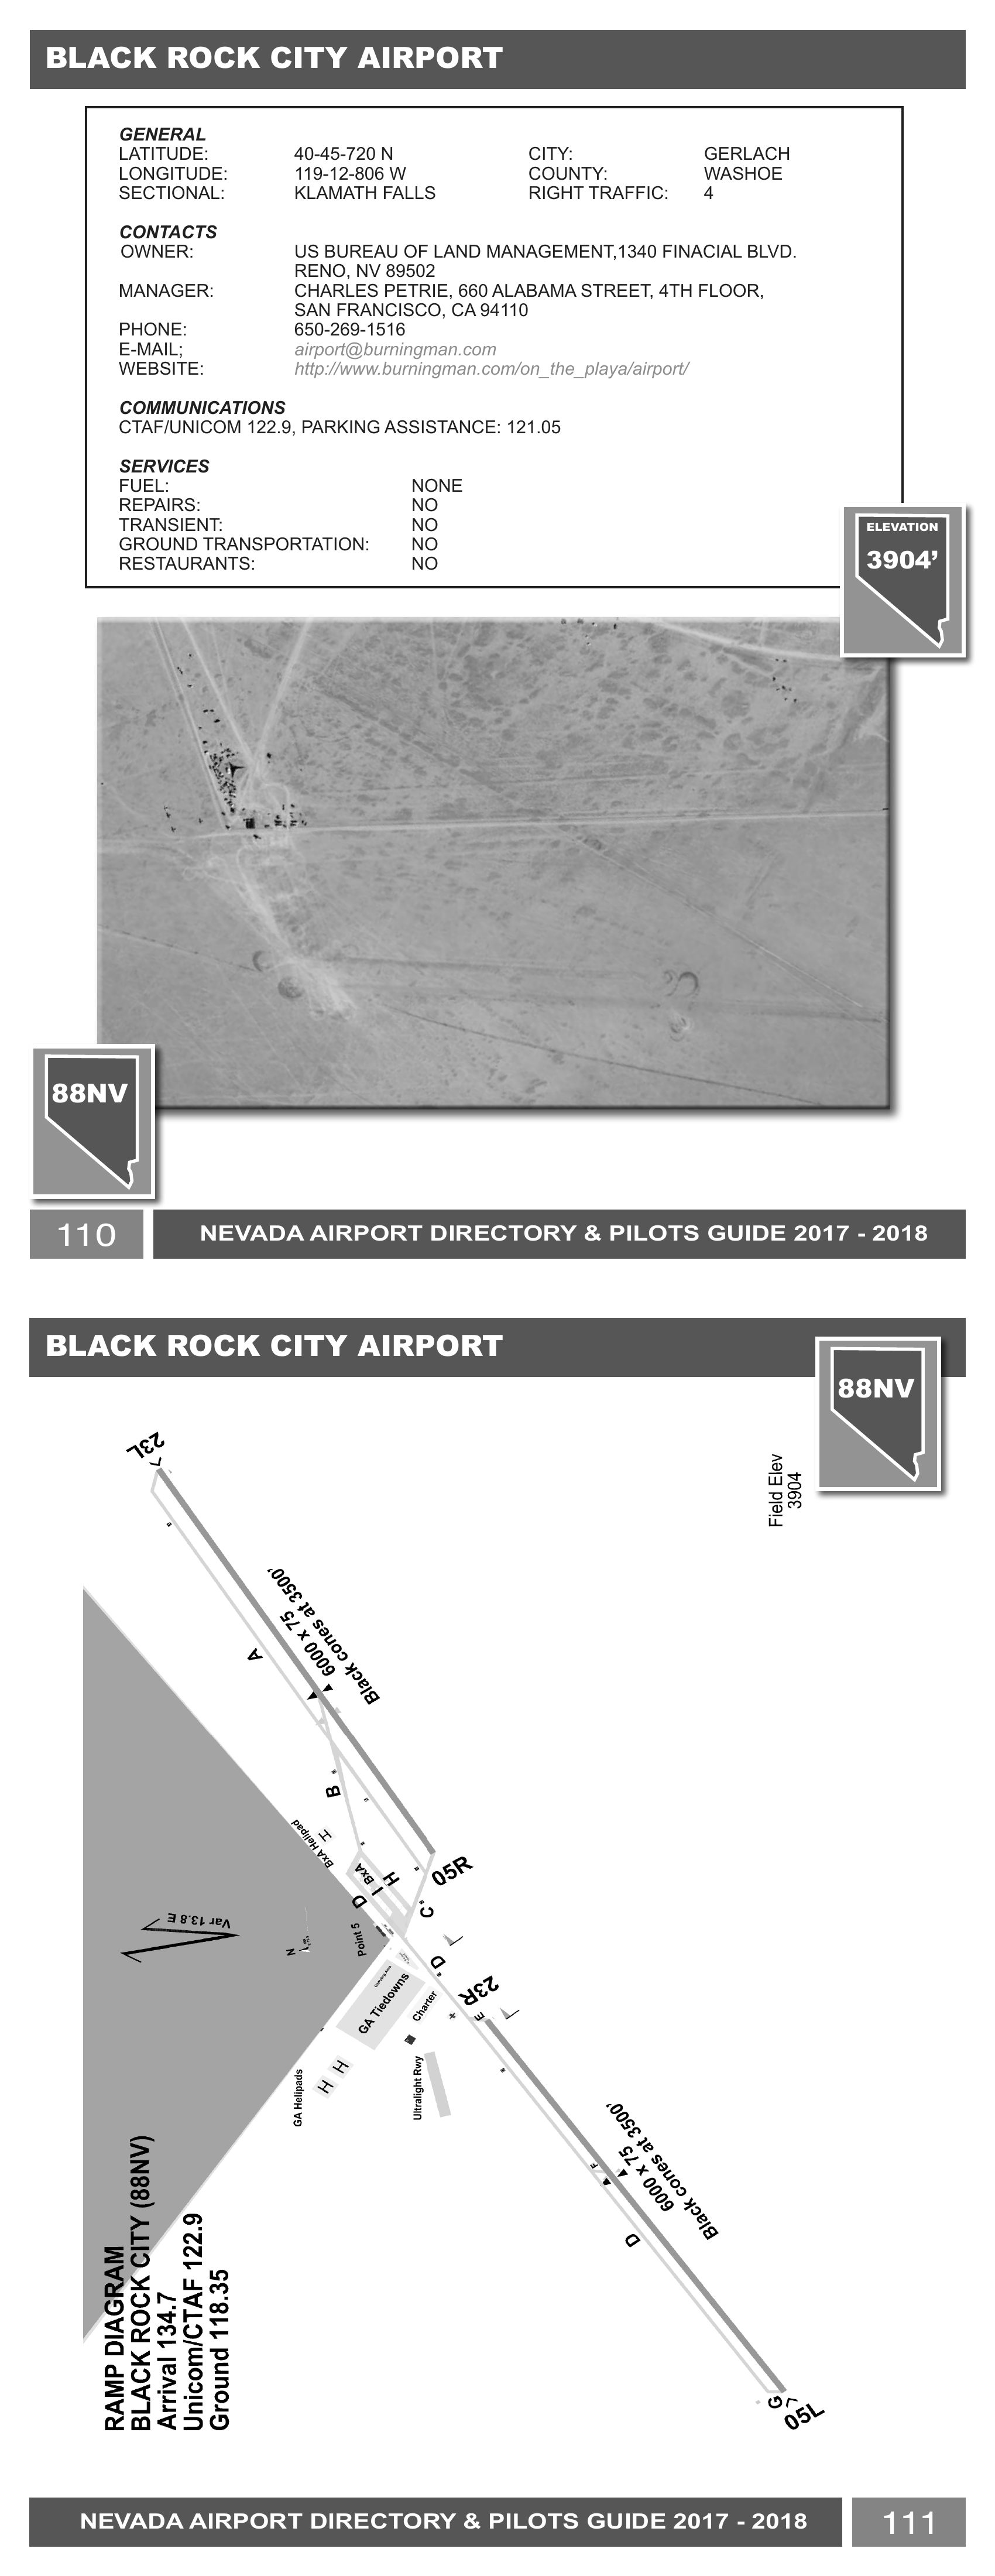 BLACK ROCK CITY AIRPORT
GENERAL
LATITUDE: 40-45-720 N CITY: GERLACH
LONGITUDE: 119-12-806 W COUNTY: WASHOE
SECTIONAL: KLAMATH FALLS RIGHT TRAFFIC: 4
CONTACTS
OWNER: US BUREAU OF LAND MANAGEMENT,1340 FINACIAL BLVD.
RENO, NV 89502
MANAGER: CHARLES PETRIE, 660 ALABAMA STREET, 4TH FLOOR,
SAN FRANCISCO, CA 94110
PHONE: 650-269-1516
E-MAIL; airport@burningman.com
WEBSITE: http://www.burningman.com/on_the_playa/airport/
COMMUNICATIONS
CTAF/UNICOM 122.9, PARKING ASSISTANCE: 121.05
SERVICES
FUEL: NONE
REPAIRS: NO
TRANSIENT: NO
GROUND TRANSPORTATION: NO
RESTAURANTS: NO
ELEVATION
3904'
88NV
110 NEVADA AIRPORT DIRECTORY & PILOTS GUIDE 2017 - 2018
BLACK ROCK CITY AIRPORT
88NV
Field Elev
3904
23L
6000 x 75
Black cones at 3500'
A
B
BxA Helipad
H
BxA
D
I
H
05R
C
Var 13.8 E
N
Point 5
D
GA Tiedowns
Charter
23R
E
Ultralight Rwy
GA Helipads
H
H
6000 x 75
Black cones at 3500'
F
D
G
05L
RAMP DIAGRAM
BLACK ROCK CITY (88NV)
Arrival 134.7
Unicom/CTAF 122.9
Ground 118.35
NEVADA AIRPORT DIRECTORY & PILOTS GUIDE 2017 - 2018 111